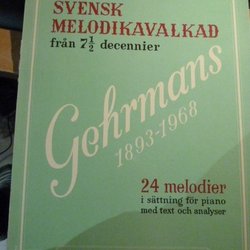 SVENSK
MELODIKAVALKAD
från 7½ decennier
Gehrmans
1893-1968
24 melodier
i sättning för piano
med text och analyser